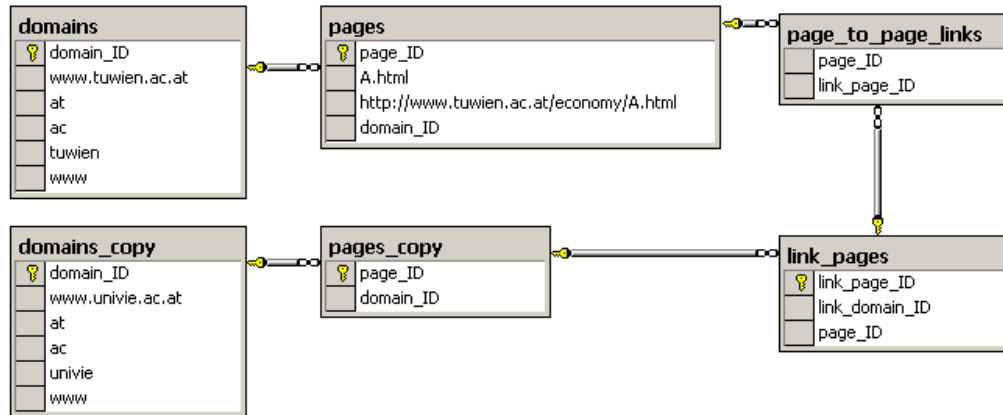 domains
domain_ID
www.tuwien.ac.at
at
ac
tuwien
www
pages
page_ID
A.html
http://www.tuwien.ac.at/economy/A.html
domain_ID
page_to_page_links
page_ID
link_page_ID
domains_copy
domain_ID
www.univie.ac.at
at
ac
univie
www
pages_copy
page_ID
domain_ID
link_pages
link_page_ID
link_domain_ID
page_ID